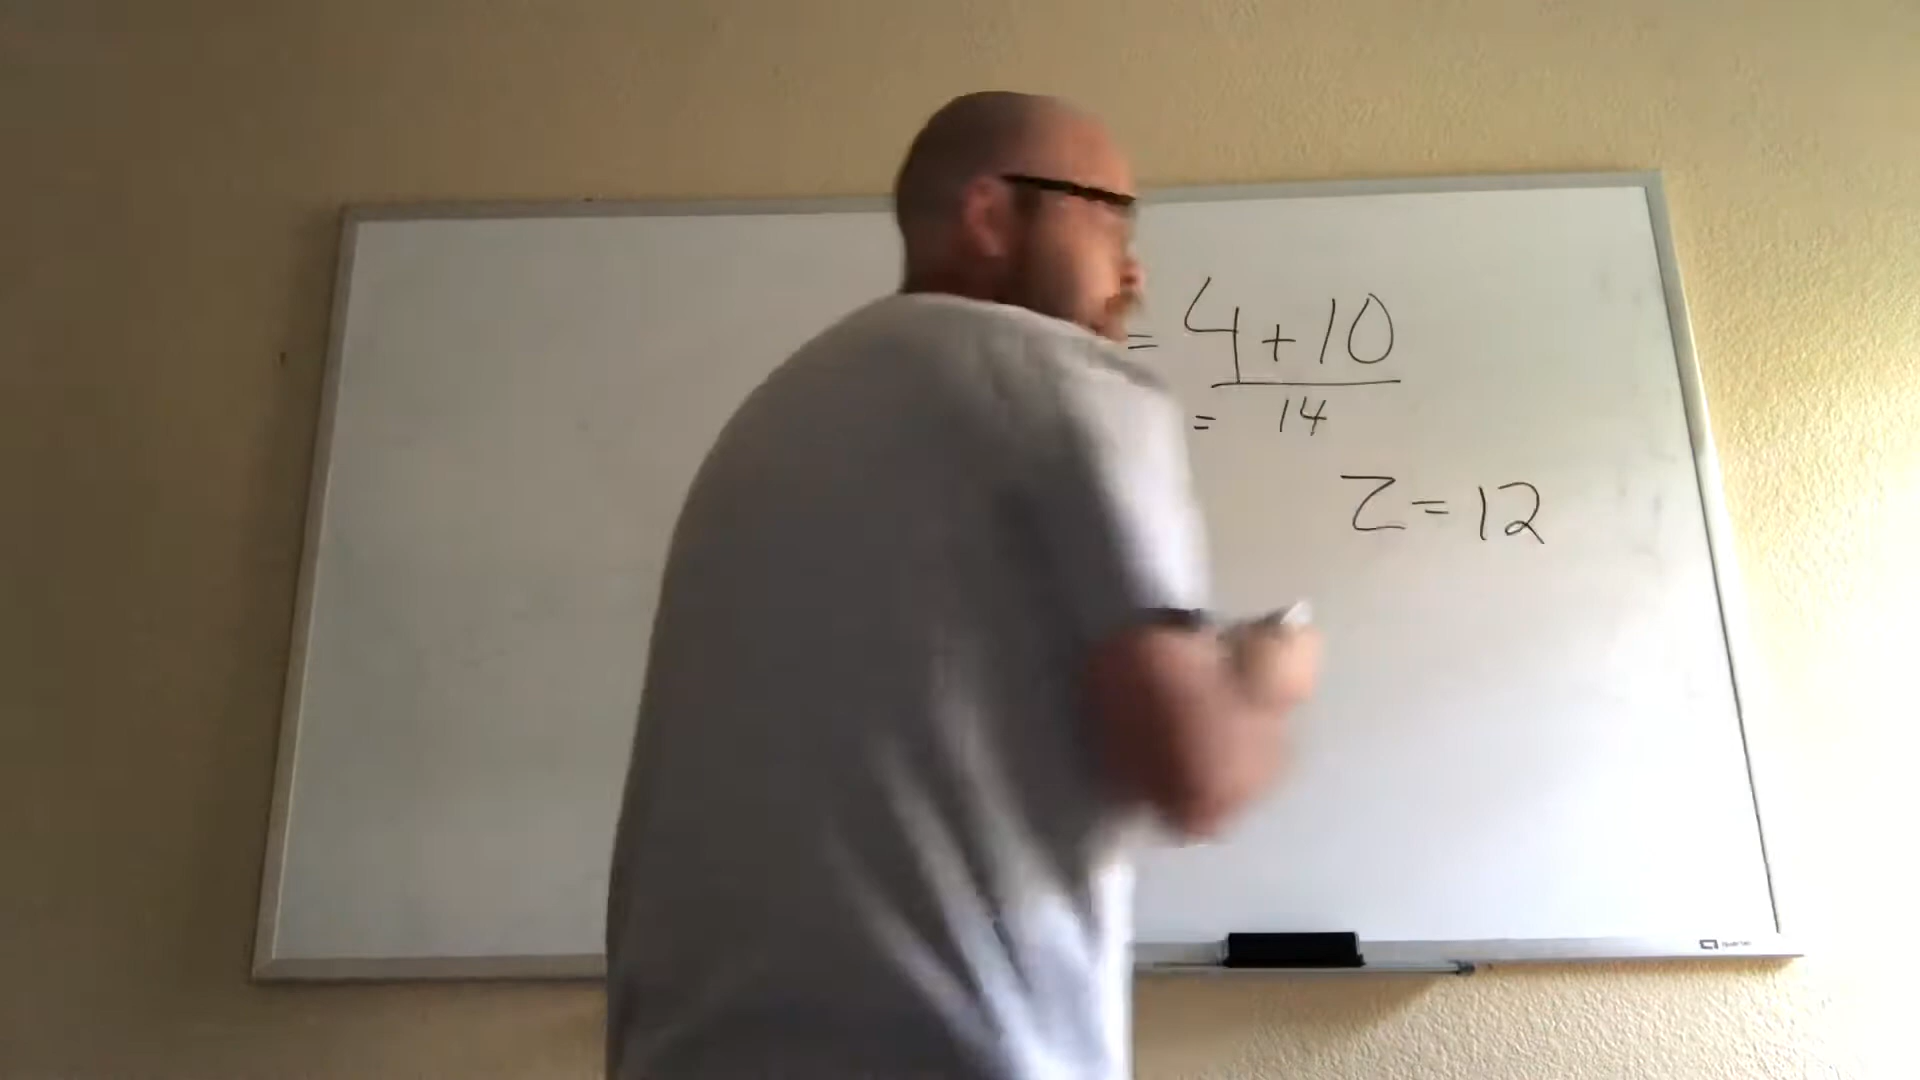 = 4+10
= 14
Z = 12